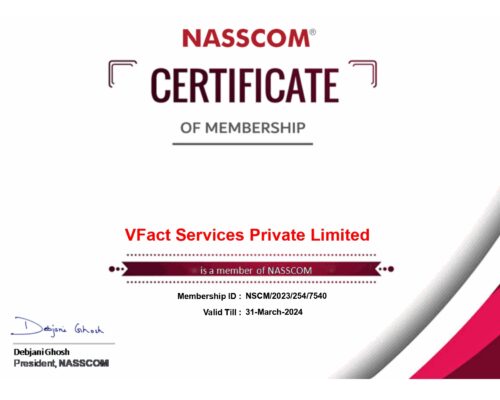 NASSCOM®
CERTIFICATE
OF MEMBERSHIP
VFact Services Private Limited
is a member of NASSCOM
Membership ID : NSCM/2023/254/7540
Valid Till : 31-March-2024
Debjani Ghosh
Debjani Ghosh
President, NASSCOM